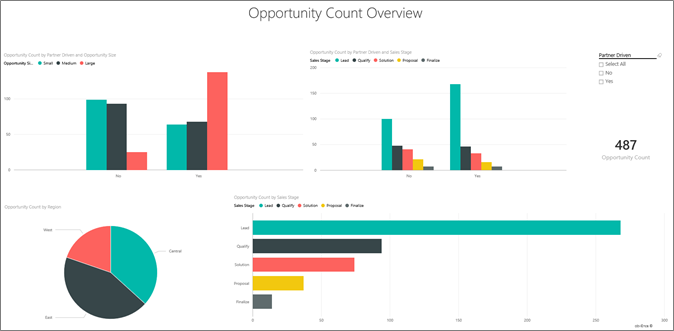 Opportunity Count Overview
Opportunity Count by Partner Driven and Opportunity Size
Opportunity Si... Small Medium Large
100
50
0
No Yes
Opportunity Count by Partner Driven and Sales Stage
Sales Stage Lead Qualify Solution Proposal Finalize
200
150
100
50
0
No Yes
Partner Driven
Select All
No
Yes
487
Opportunity Count
Opportunity Count by Region
West
Central
East
Opportunity Count by Sales Stage
Sales Stage Lead Qualify Solution Proposal Finalize
Lead
Qualify
Solution
Proposal
Finalize
0 50 100 150 200 250 300